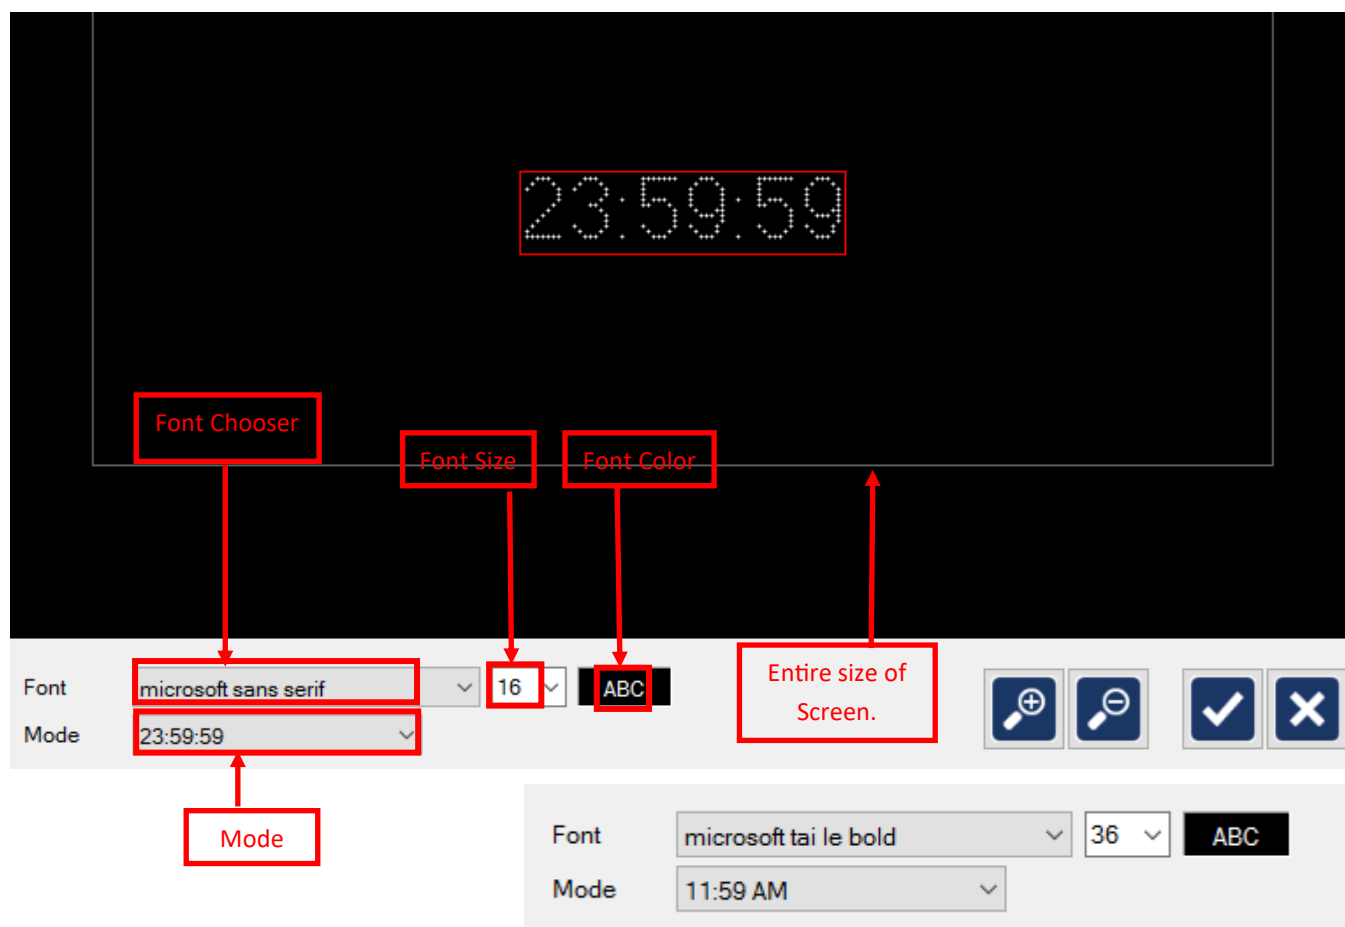 23:59:59
Font Chooser
Font Size
Font Color
Font
microsoft sans serif
16
ABC
Entire size of
Screen.
Mode
23:59:59
Mode
Font
microsoft tai le bold
36
ABC
Mode
11:59 AM